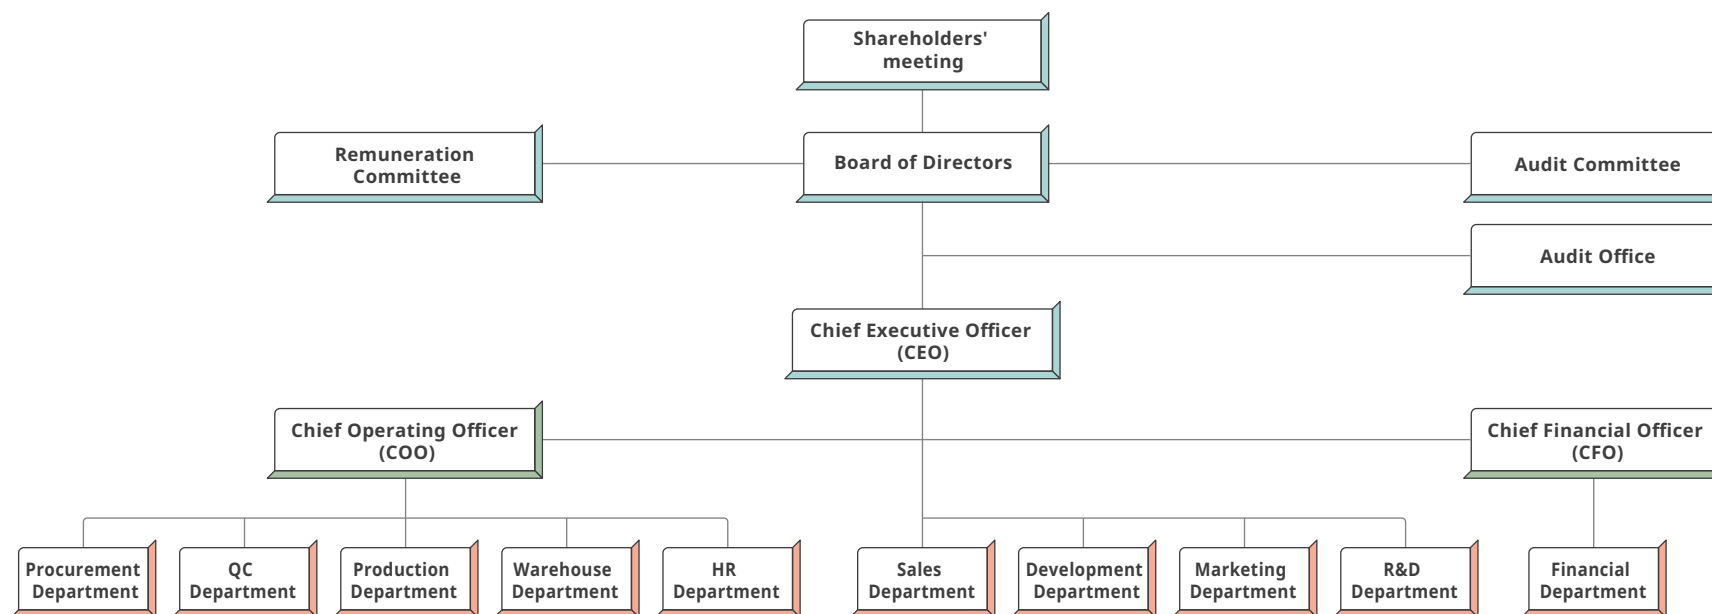 Shareholders'
meeting
Remuneration
Committee
Board of Directors
Audit Committee
Audit Office
Chief Executive Officer
(CEO)
Chief Operating Officer
(COO)
Chief Financial Officer
(CFO)
Procurement
Department
QC
Department
Production
Department
Warehouse
Department
HR
Department
Sales
Department
Development
Department
Marketing
Department
R&D
Department
Financial
Department